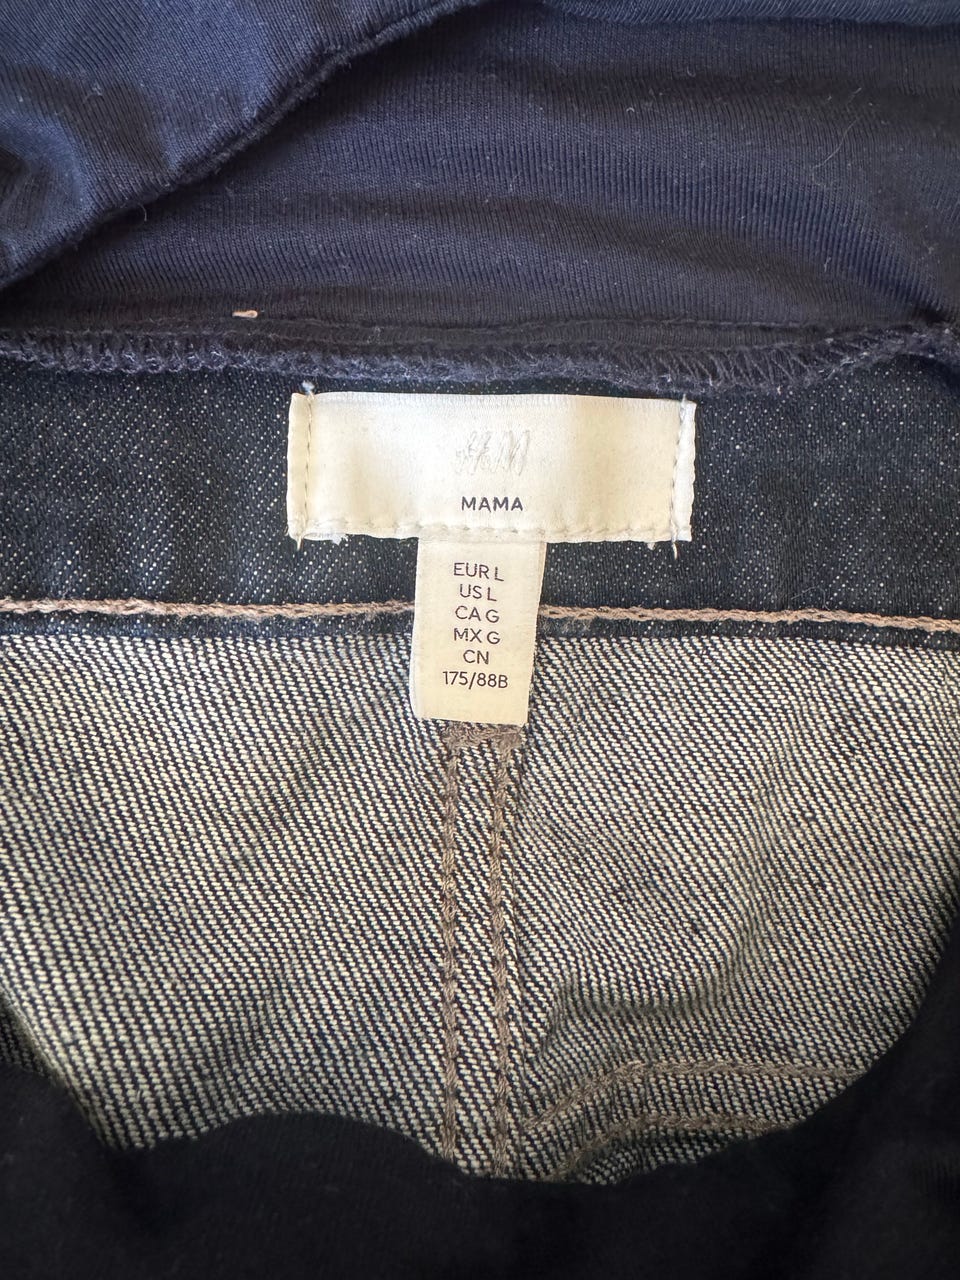 H&M
MAMA
EUR L
US L
CA G
MX G
CN
175/88B